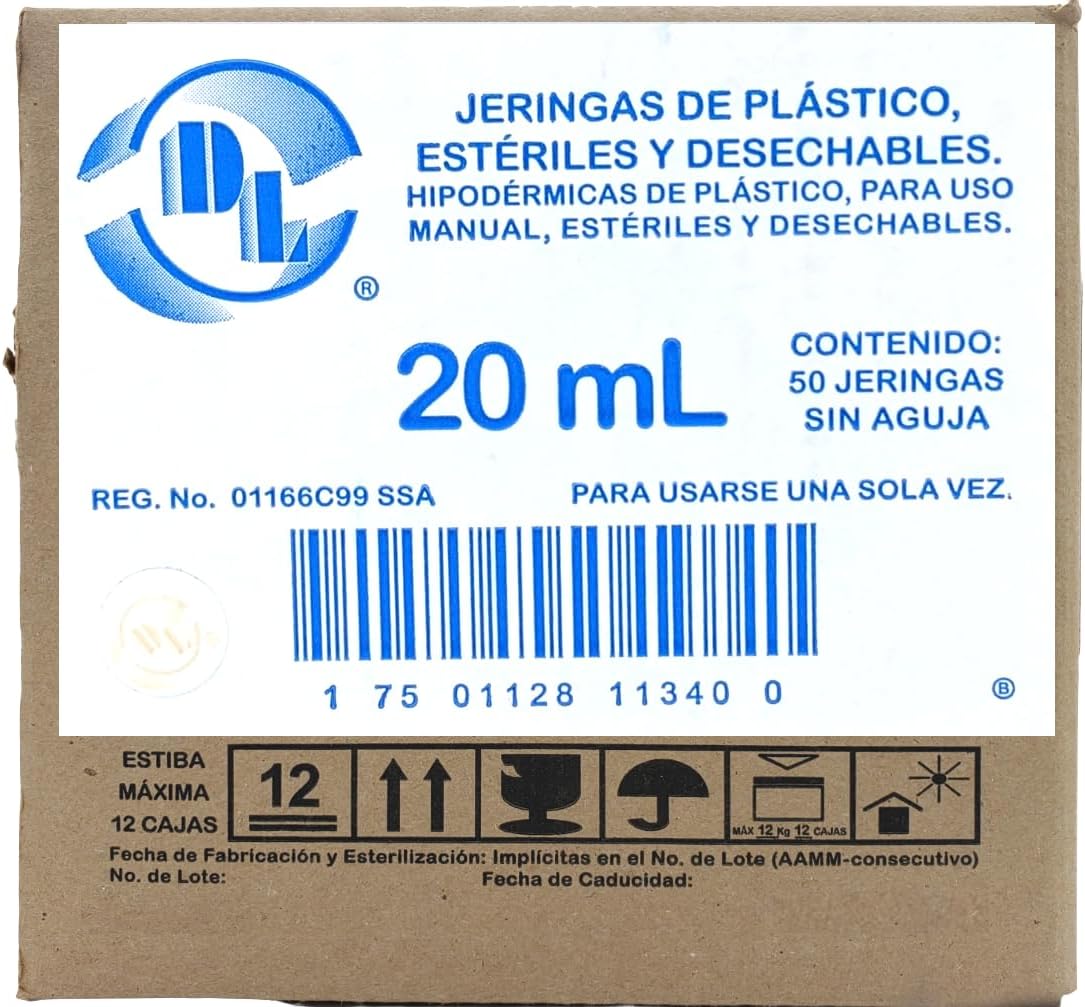 DL
®
JERINGAS DE PLÁSTICO,
ESTÉRILES Y DESECHABLES.
HIPODÉRMICAS DE PLÁSTICO, PARA USO
MANUAL, ESTÉRILES Y DESECHABLES.
20 mL
CONTENIDO:
50 JERINGAS
SIN AGUJA
REG. No. 01166C99 SSA
PARA USARSE UNA SOLA VEZ.
1 75 01128 11340 0
Ⓑ
DL
ESTIBA
MÁXIMA
12 CAJAS
12
MÁX 12 Kg 12 CAJAS
Fecha de Fabricación y Esterilización: Implícitas en el No. de Lote (AAMM-consecutivo)
No. de Lote: Fecha de Caducidad: